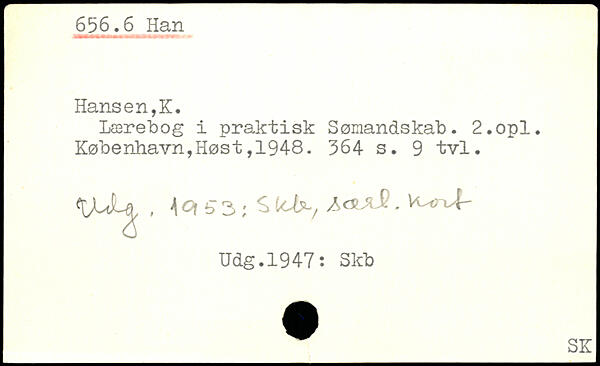 656.6 Han
Hansen,K.
Lærebog i praktisk Sømandskab. 2.opl.
København,Høst,1948. 364 s. 9 tvl.
Udg. 1953: Skb, særl. kort
Udg.1947: Skb
SK